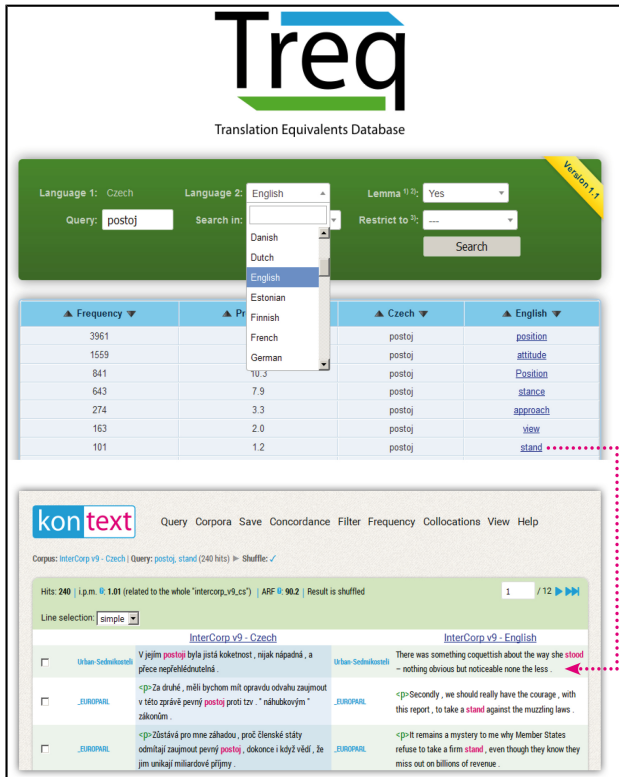 Treq
Translation Equivalents Database
Version 1.1
Language 1: Czech Language 2: English Lemma 1) 2): Yes
Query: postoj Search in: Restrict to 3): ---
Search
Danish
Dutch
English
Estonian
Finnish
French
German
Frequency Pr Czech English
3961 postoj position
1559 postoj attitude
841 10.3 postoj Position
643 7.9 postoj stance
274 3.3 postoj approach
163 2.0 postoj view
101 1.2 postoj stand
kontext Query Corpora Save Concordance Filter Frequency Collocations View Help
Corpus: InterCorp v9 - Czech | Query: postoj, stand (240 hits) ▶ Shuffle: ✓
Hits: 240 | i.p.m. : 1.01 (related to the whole "intercorp_v9_cs") | ARF : 90.2 | Result is shuffled 1 / 12
Line selection: simple
InterCorp v9 - Czech InterCorp v9 - English
Urban-Sednikosteli V jejím postoji byla jistá koketnost , nijak nápadná , a Urban-Sednikosteli There was something coquettish about the way she stood
přece nepřehlédnutelná . – nothing obvious but noticeable none the less .
_EUROPARL <p>Za druhé , měli bychom mít opravdu odvahu zaujmout _EUROPARL <p>Secondly , we should really have the courage , with
v této zprávě pevný postoj proti tzv . " náhubkovým " this report , to take a stand against the muzzling laws .
zákonům .
_EUROPARL <p>Zůstává pro mne záhadou , proč členské státy _EUROPARL <p>It remains a mystery to me why Member States
odmítají zaujmout pevný postoj , dokonce i když vědí , že refuse to take a firm stand , even though they know they
jim unikají miliardové příjmy . miss out on billions of revenue .